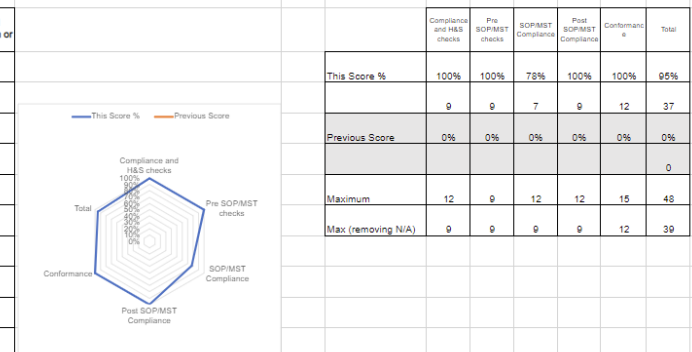 or
Compliance
and H&S
checks
Pre
SOP/MST
checks
SOP/MST
Compliance
Post
SOP/MST
Compliance
Conformanc
e
Total
This Score % 100% 100% 78% 100% 100% 95%
9 9 7 9 12 37
Previous Score 0% 0% 0% 0% 0% 0%
0
Maximum 12 9 12 12 15 48
Max (removing N/A) 9 9 9 9 12 39
This Score % Previous Score
Compliance and
H&S checks
Pre SOP/MST
checks
SOP/MST
Compliance
Post SOP/MST
Compliance
Conformance
Total
100%
90%
80%
70%
60%
50%
40%
30%
20%
10%
0%